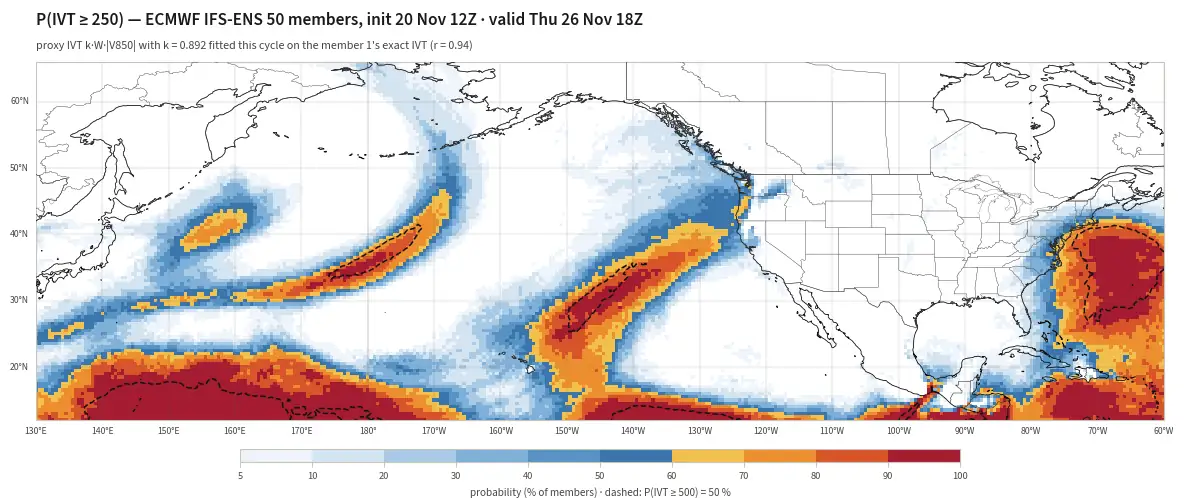 P(IVT ≥ 250) — ECMWF IFS-ENS 50 members, init 20 Nov 12Z · valid Thu 26 Nov 18Z
proxy IVT k·W·|V850| with k = 0.892 fitted this cycle on the member 1's exact IVT (r = 0.94)
60°N
50°N
40°N
30°N
20°N
130°E 140°E 150°E 160°E 180° 170°W 160°W 150°W 140°W 130°W 120°W 110°W 100°W 90°W 80°W 70°W 60°W
5 10 20 30 40 50 60 70 80 90 100
probability (% of members) · dashed: P(IVT ≥ 500) = 50 %